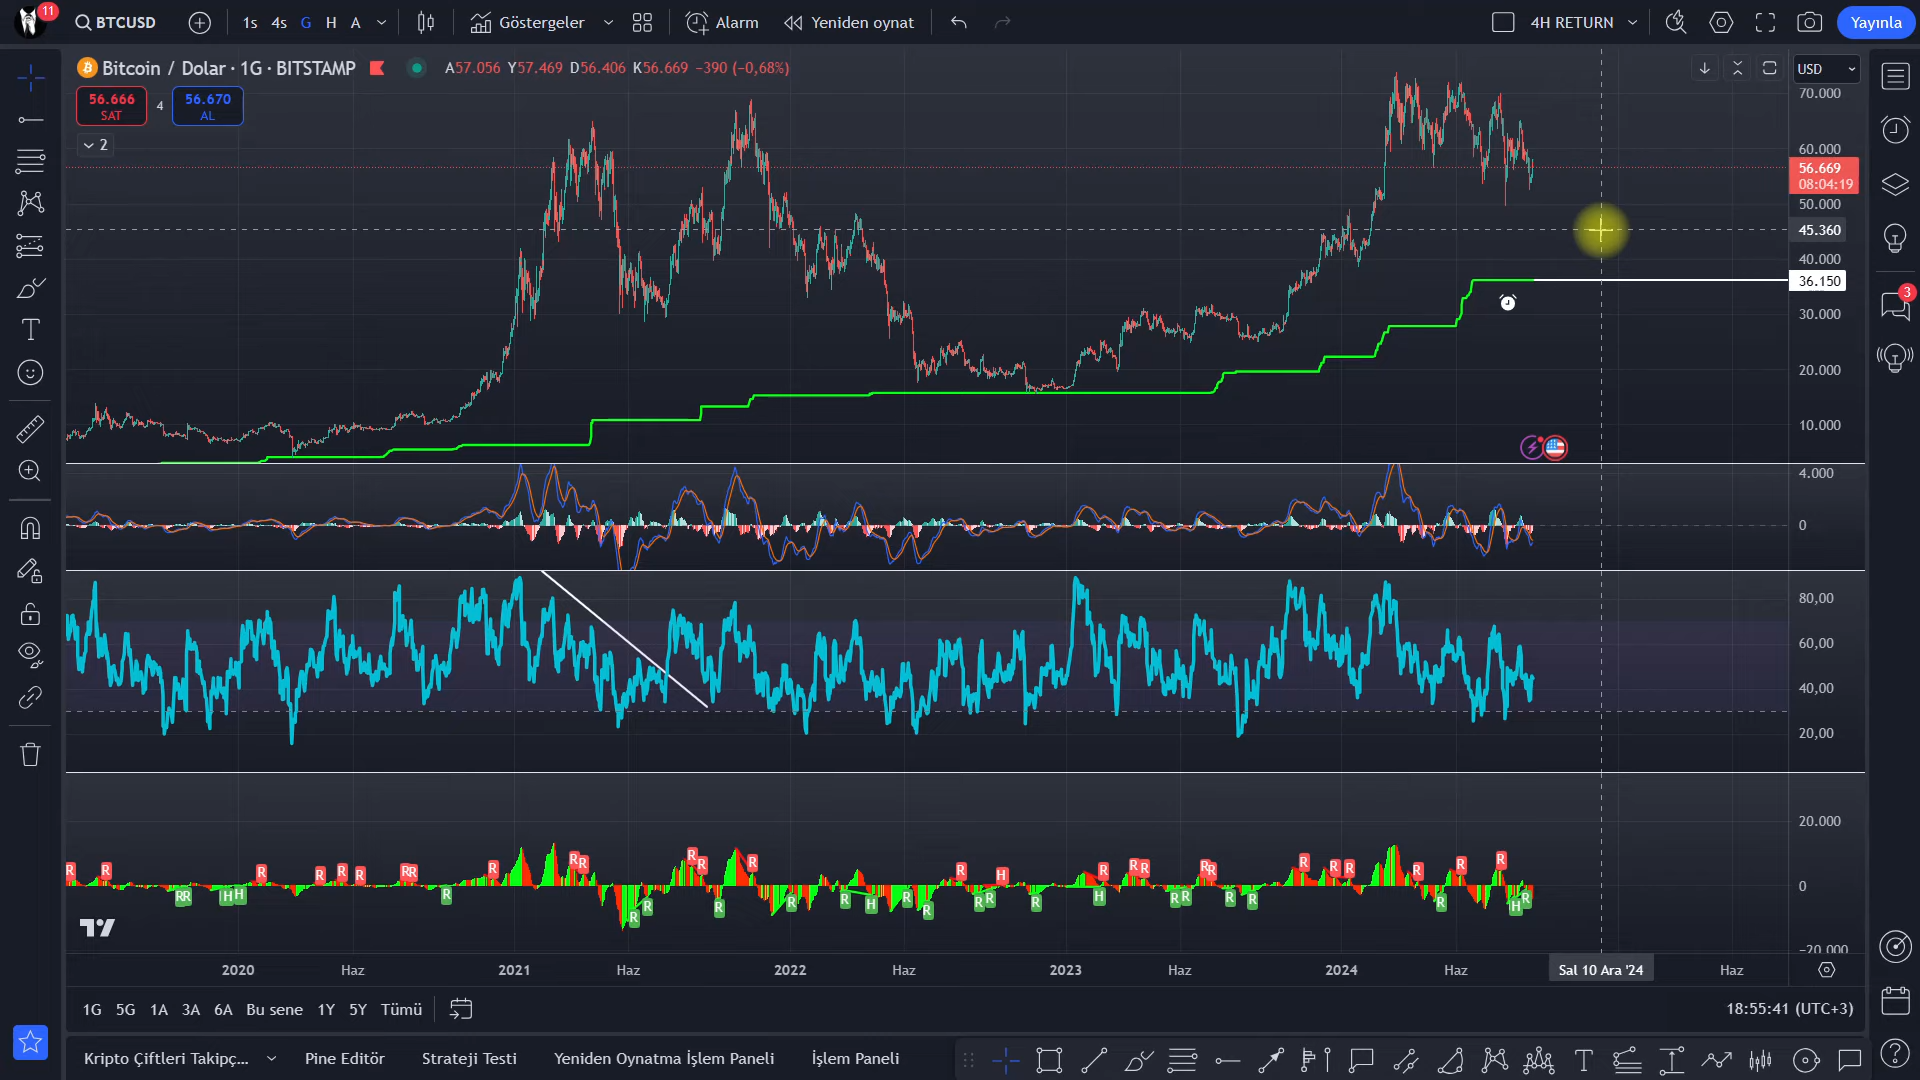 11
BTCUSD
1s 4s G H A
Göstergeler
Alarm
Yeniden oynat
4H RETURN
Yayınla
Bitcoin / Dolar · 1G · BITSTAMP
A57.056 Y57.469 D56.406 K56.669 −390 (−0,68%)
USD
56.666
SAT
4
56.670
AL
2
70.000
60.000
56.669
08:04:19
50.000
45.360
40.000
36.150
30.000
20.000
10.000
3
4.000
0
80,00
60,00
40,00
20,00
20.000
0
−20.000
R R RR H H R R R R RR R R R R R RR R R R R R R H R R R R H R R R R RR R R R R R R R R R R H R
2020 Haz 2021 Haz 2022 Haz 2023 Haz 2024 Haz Sal 10 Ara '24 Haz
1G 5G 1A 3A 6A Bu sene 1Y 5Y Tümü
18:55:41 (UTC+3)
Kripto Çiftleri Takipç...
Pine Editör
Strateji Testi
Yeniden Oynatma İşlem Paneli
İşlem Paneli